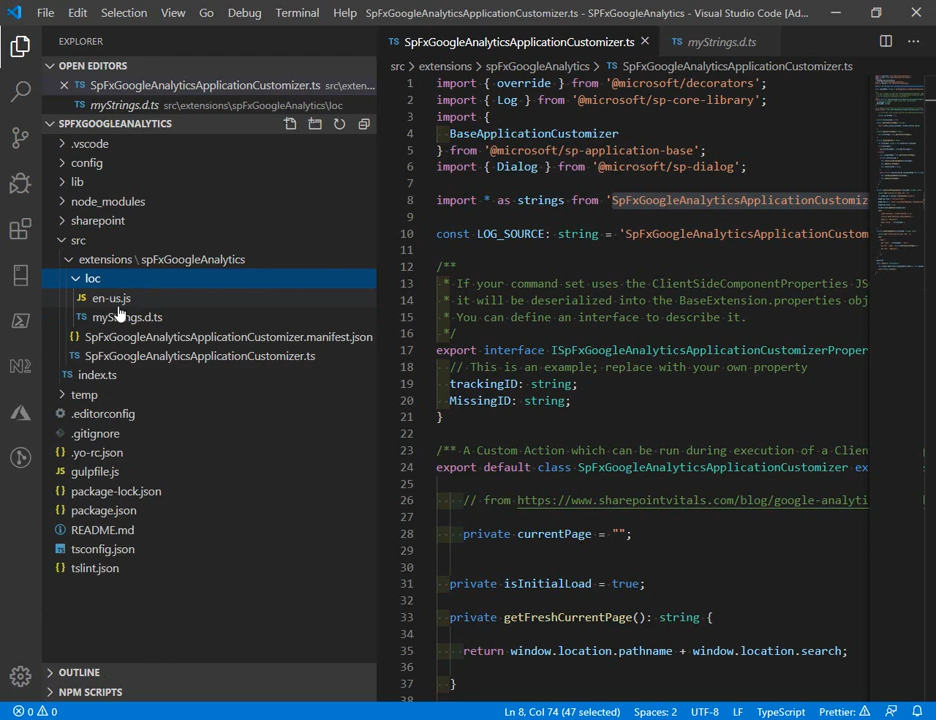 File Edit Selection View Go Debug Terminal Help SpFxGoogleAnalyticsApplicationCustomizer.ts - SPFxGoogleAnalytics - Visual Studio Code [Ad...
EXPLORER
OPEN EDITORS
TS SpFxGoogleAnalyticsApplicationCustomizer.ts src\exten...
TS myStrings.d.ts src\extensions\spFxGoogleAnalytics\loc
SPFXGOOGLEANALYTICS
.vscode
config
lib
node_modules
sharepoint
src
extensions \ spFxGoogleAnalytics
loc
JS en-us.js
TS myStrings.d.ts
{} SpFxGoogleAnalyticsApplicationCustomizer.manifest.json
TS SpFxGoogleAnalyticsApplicationCustomizer.ts
TS index.ts
temp
.editorconfig
.gitignore
{} .yo-rc.json
JS gulpfile.js
{} package-lock.json
{} package.json
README.md
TS tsconfig.json
{} tslint.json
OUTLINE
NPM SCRIPTS
TS SpFxGoogleAnalyticsApplicationCustomizer.ts
TS myStrings.d.ts
src > extensions > spFxGoogleAnalytics > TS SpFxGoogleAnalyticsApplicationCustomizer.ts
1 import { override } from '@microsoft/decorators';
2 import { Log } from '@microsoft/sp-core-library';
3 import {
4 BaseApplicationCustomizer
5 } from '@microsoft/sp-application-base';
6 import { Dialog } from '@microsoft/sp-dialog';
7
8 import * as strings from 'SpFxGoogleAnalyticsApplicationCustomiz
9
10 const LOG_SOURCE: string = 'SpFxGoogleAnalyticsApplicationCustom
11
12 /**
13 * If your command set uses the ClientSideComponentProperties JS
14 * it will be deserialized into the BaseExtension.properties obj
15 * You can define an interface to describe it.
16 */
17 export interface ISpFxGoogleAnalyticsApplicationCustomizerProper
18 // This is an example; replace with your own property
19 trackingID: string;
20 MissingID: string;
21 }
22
23 /** A Custom Action which can be run during execution of a Clien
24 export default class SpFxGoogleAnalyticsApplicationCustomizer ex
25
26 // from https://www.sharepointvitals.com/blog/google-analyti
27
28 private currentPage = "";
29
30
31 private isInitialLoad = true;
32
33 private getFreshCurrentPage(): string {
34
35 return window.location.pathname + window.location.search;
36
37 }
38
0 0 Ln 8, Col 74 (47 selected) Spaces: 2 UTF-8 LF TypeScript Prettier: